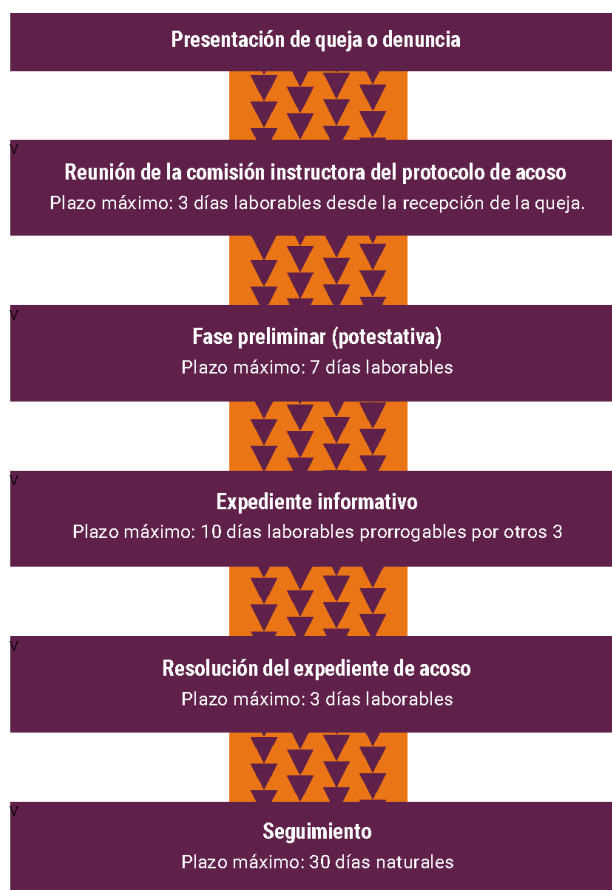 Presentación de queja o denuncia
V
Reunión de la comisión instructora del protocolo de acoso
Plazo máximo: 3 días laborables desde la recepción de la queja.
V
Fase preliminar (potestativa)
Plazo máximo: 7 días laborables
V
Expediente informativo
Plazo máximo: 10 días laborables prorrogables por otros 3
V
Resolución del expediente de acoso
Plazo máximo: 3 días laborables
V
Seguimiento
Plazo máximo: 30 días naturales